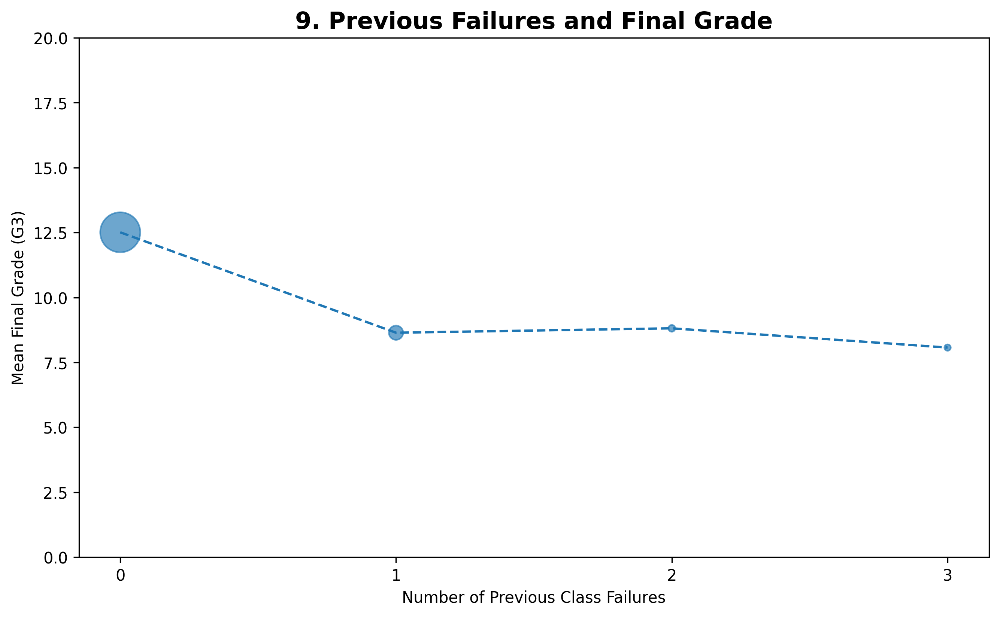 9. Previous Failures and Final Grade
20.0
17.5
15.0
12.5
10.0
7.5
5.0
2.5
0.0
Mean Final Grade (G3)
0 1 2 3
Number of Previous Class Failures